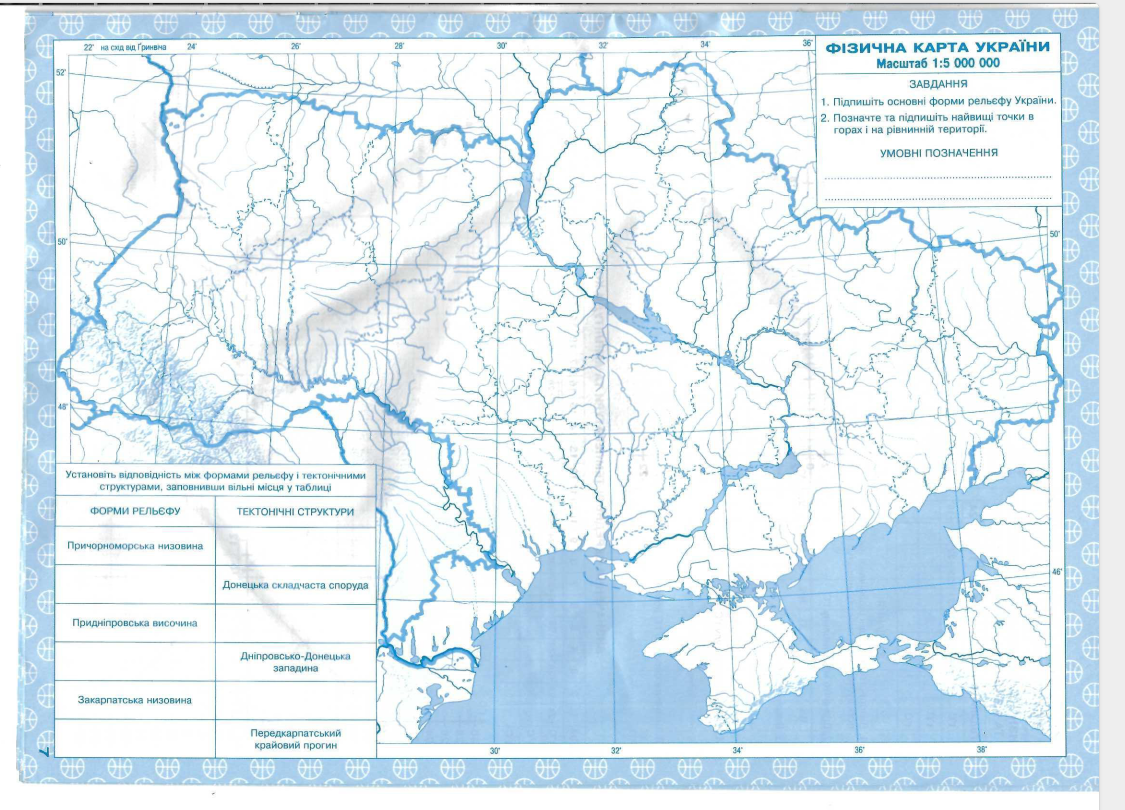 22° на схід від Ґринвіча 24° 26° 28° 30° 32° 34° 36°
ФІЗИЧНА КАРТА УКРАЇНИ
Масштаб 1:5 000 000
ЗАВДАННЯ
1. Підпишіть основні форми рельєфу України.
2. Позначте та підпишіть найвищі точки в
горах і на рівнинній території.
УМОВНІ ПОЗНАЧЕННЯ
52°
50° 50°
48°
46°
Установіть відповідність між формами рельєфу і тектонічними
структурами, заповнивши вільні місця у таблиці
ФОРМИ РЕЛЬЄФУ ТЕКТОНІЧНІ СТРУКТУРИ
Причорноморська низовина
Донецька складчаста споруда
Придніпровська височина
Дніпровсько-Донецька
западина
Закарпатська низовина
Передкарпатський
крайовий прогин
7
30° 32° 34° 36° 38°